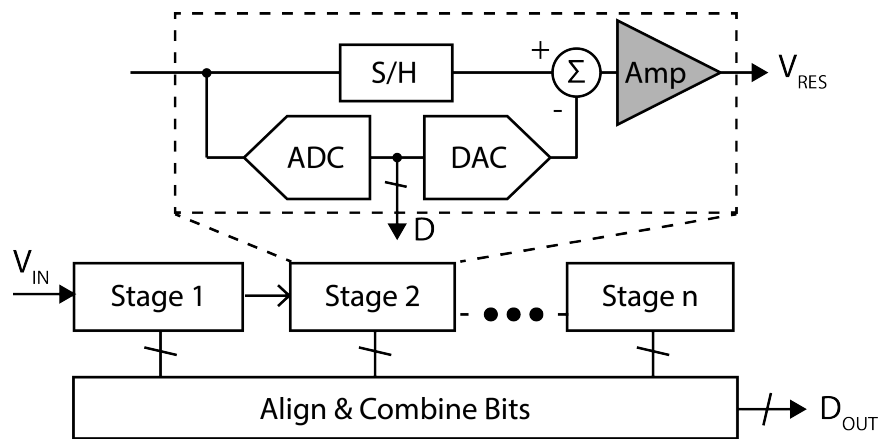 S/H
+
Σ
-
Amp
V_RES
ADC
DAC
D
V_IN
Stage 1
Stage 2
Stage n
Align & Combine Bits
D_OUT